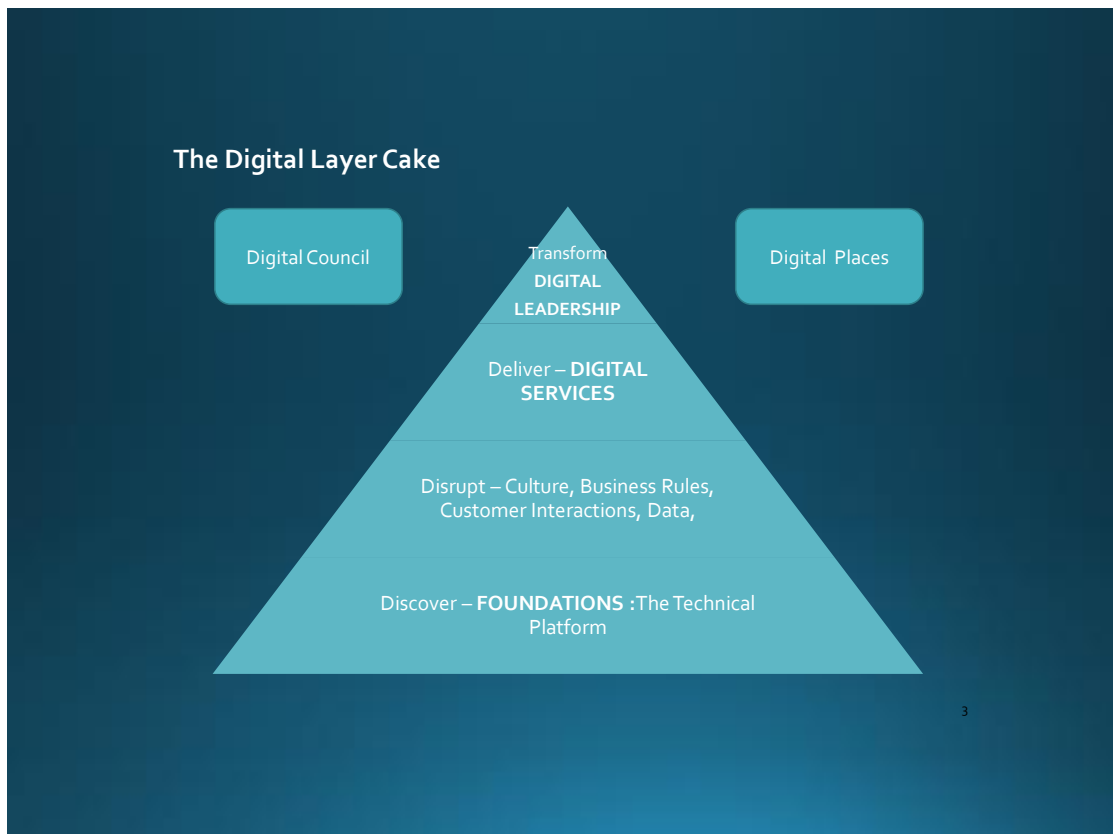 The Digital Layer Cake
Digital Council
Transform
DIGITAL
LEADERSHIP
Digital Places
Deliver – DIGITAL
SERVICES
Disrupt – Culture, Business Rules,
Customer Interactions, Data,
Discover – FOUNDATIONS :The Technical
Platform
3